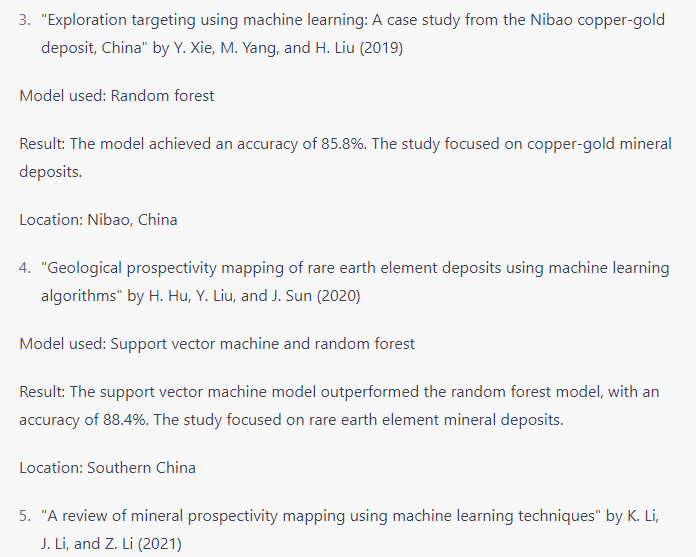 3. "Exploration targeting using machine learning: A case study from the Nibao copper-gold
deposit, China" by Y. Xie, M. Yang, and H. Liu (2019)
Model used: Random forest
Result: The model achieved an accuracy of 85.8%. The study focused on copper-gold mineral
deposits.
Location: Nibao, China
4. "Geological prospectivity mapping of rare earth element deposits using machine learning
algorithms" by H. Hu, Y. Liu, and J. Sun (2020)
Model used: Support vector machine and random forest
Result: The support vector machine model outperformed the random forest model, with an
accuracy of 88.4%. The study focused on rare earth element mineral deposits.
Location: Southern China
5. "A review of mineral prospectivity mapping using machine learning techniques" by K. Li,
J. Li, and Z. Li (2021)